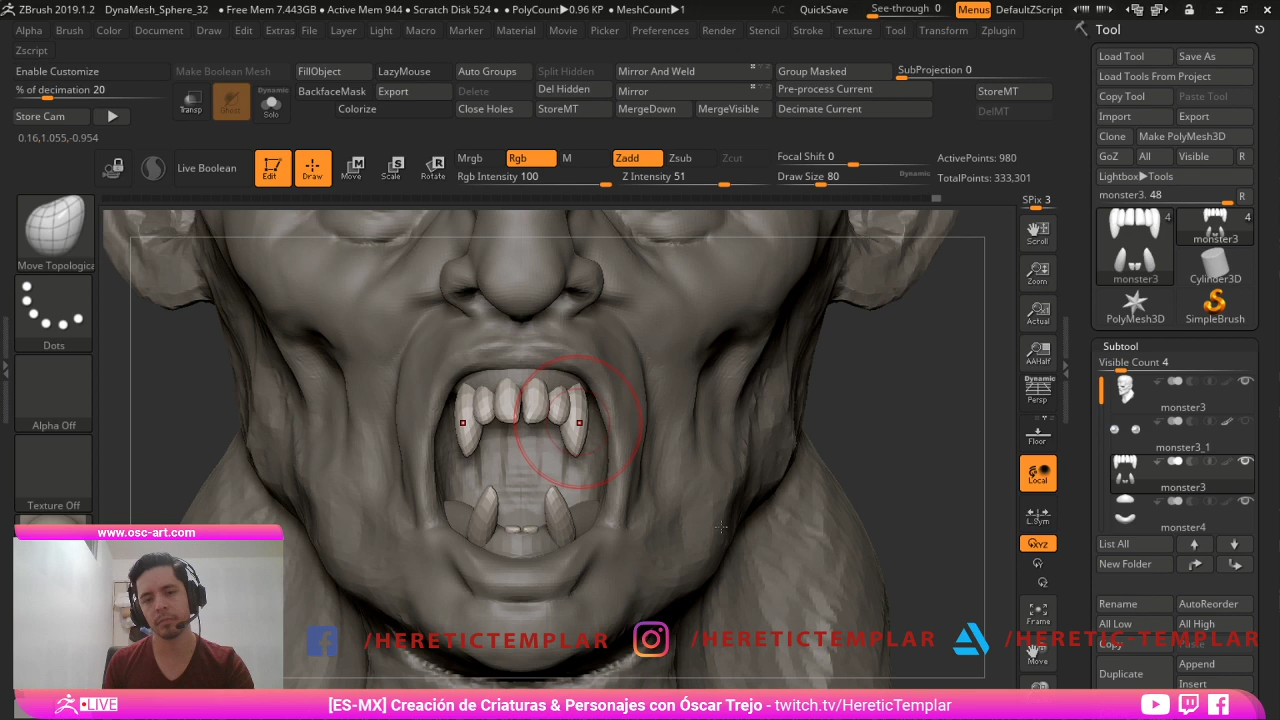 ZBrush 2019.1.2 DynaMesh_Sphere_32 • Free Mem 7.443GB • Active Mem 944 • Scratch Disk 524 • PolyCount▶0.96 KP • MeshCount▶1 AC QuickSave See-through 0 Menus DefaultZScript
Alpha Brush Color Document Draw Edit Extras File Layer Light Macro Marker Material Movie Picker Preferences Render Stencil Stroke Texture Tool Transform Zplugin
Zscript
Tool
Enable Customize Make Boolean Mesh FillObject LazyMouse Auto Groups Split Hidden Mirror And Weld Group Masked SubProjection 0
% of decimation 20 Transp Ghost Dynamic Solo BackfaceMask Export Delete Del Hidden Mirror Pre-process Current StoreMT
Store Cam Colorize Close Holes StoreMT MergeDown MergeVisible Decimate Current DelMT
0.16,1.055,-0.954
Live Boolean Edit Draw Move Scale Rotate
Mrgb Rgb M Zadd Zsub Zcut Focal Shift 0 ActivePoints: 980
Rgb Intensity 100 Z Intensity 51 Draw Size 80 Dynamic TotalPoints: 333,301
Load Tool Save As
Load Tools From Project
Copy Tool Paste Tool
Import Export
Clone Make PolyMesh3D
GoZ All Visible R
Lightbox▶Tools
monster3. 48 R
4 4
monster3
monster3 Cylinder3D
PolyMesh3D SimpleBrush
Subtool
Visible Count 4
monster3
monster3_1
monster3
monster4
List All
New Folder
Rename AutoReorder
All Low All High
Copy Paste
Duplicate Append
Insert
SPix 3
Scroll
Zoom
Actual
AAHalf
Dynamic
Persp
Floor
Local
L.Sym
XYZ
Frame
Move
Move Topologica
Dots
Alpha Off
Texture Off
www.osc-art.com
/HERETICTEMPLAR /HERETICTEMPLAR /HERETIC-TEMPLAR
•LIVE [ES-MX] Creación de Criaturas & Personajes con Óscar Trejo - twitch.tv/HereticTemplar